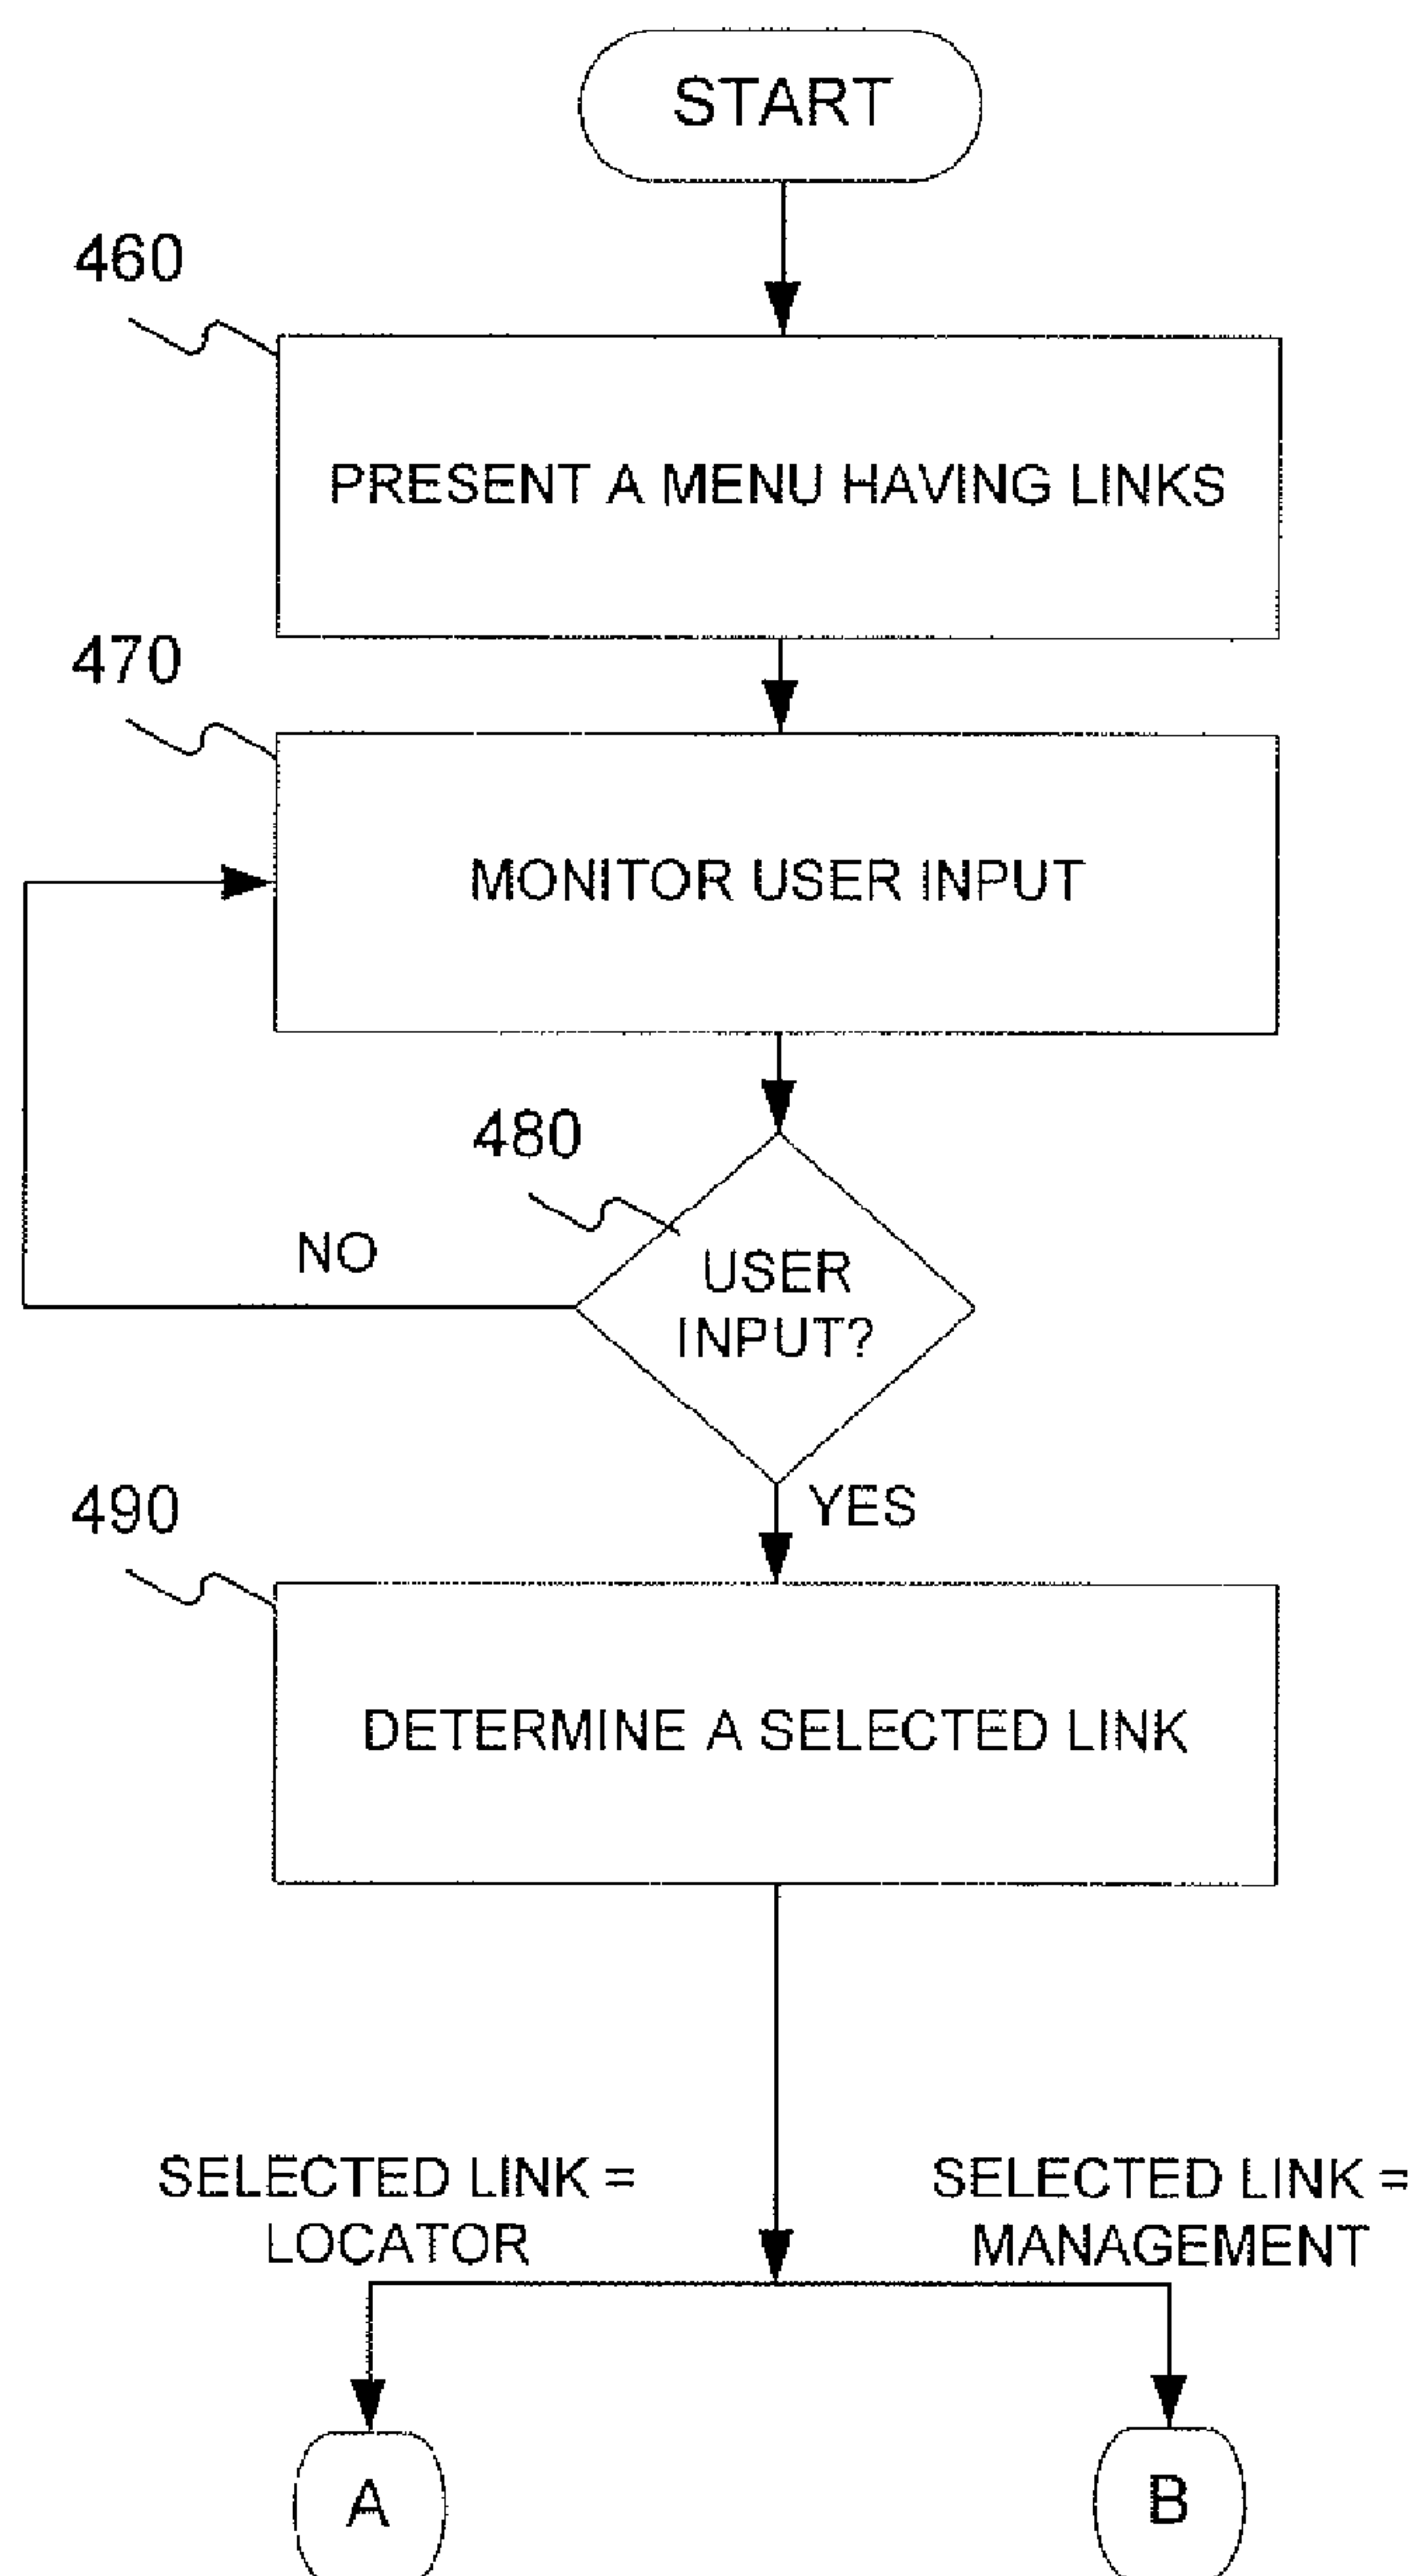 START
460
PRESENT A MENU HAVING LINKS
470
MONITOR USER INPUT
480
NO
USER
INPUT?
YES
490
DETERMINE A SELECTED LINK
SELECTED LINK =
LOCATOR
SELECTED LINK =
MANAGEMENT
A
B